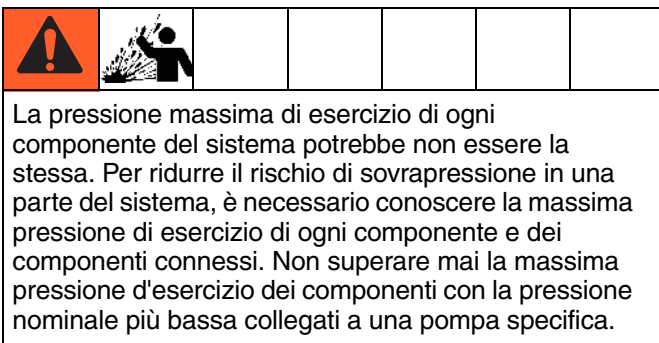 La pressione massima di esercizio di ogni
componente del sistema potrebbe non essere la
stessa. Per ridurre il rischio di sovrapressione in una
parte del sistema, è necessario conoscere la massima
pressione di esercizio di ogni componente e dei
componenti connessi. Non superare mai la massima
pressione d'esercizio dei componenti con la pressione
nominale più bassa collegati a una pompa specifica.